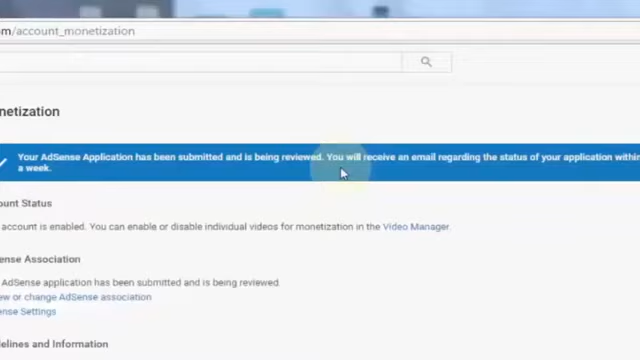 om/account_monetization
netization
Your AdSense Application has been submitted and is being reviewed. You will receive an email regarding the status of your application within
a week.
ount Status
account is enabled. You can enable or disable individual videos for monetization in the Video Manager.
ense Association
AdSense application has been submitted and is being reviewed.
ew or change AdSense association
ense Settings
elines and Information